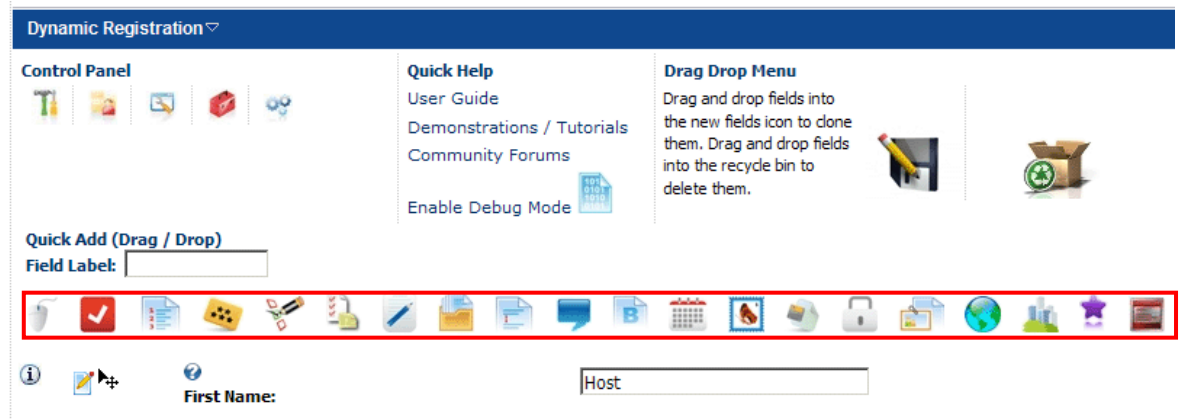 Dynamic Registration
Control Panel
Quick Help
User Guide
Demonstrations / Tutorials
Community Forums
Enable Debug Mode
Drag Drop Menu
Drag and drop fields into
the new fields icon to clone
them. Drag and drop fields
into the recycle bin to
delete them.
Quick Add (Drag / Drop)
Field Label:
First Name:
Host